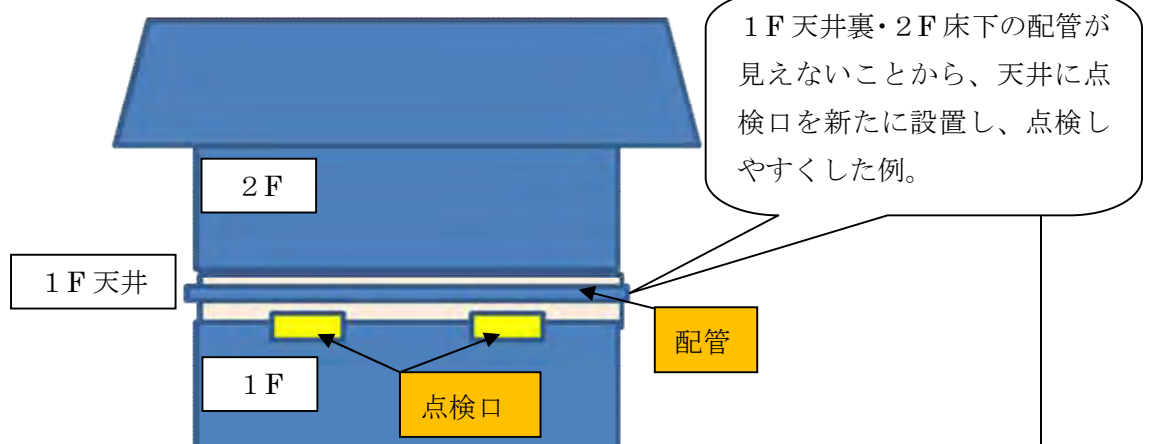 １Ｆ天井裏・２Ｆ床下の配管が
見えないことから、天井に点
検口を新たに設置し、点検し
やすくした例。
２Ｆ
１Ｆ天井
配管
１Ｆ
点検口